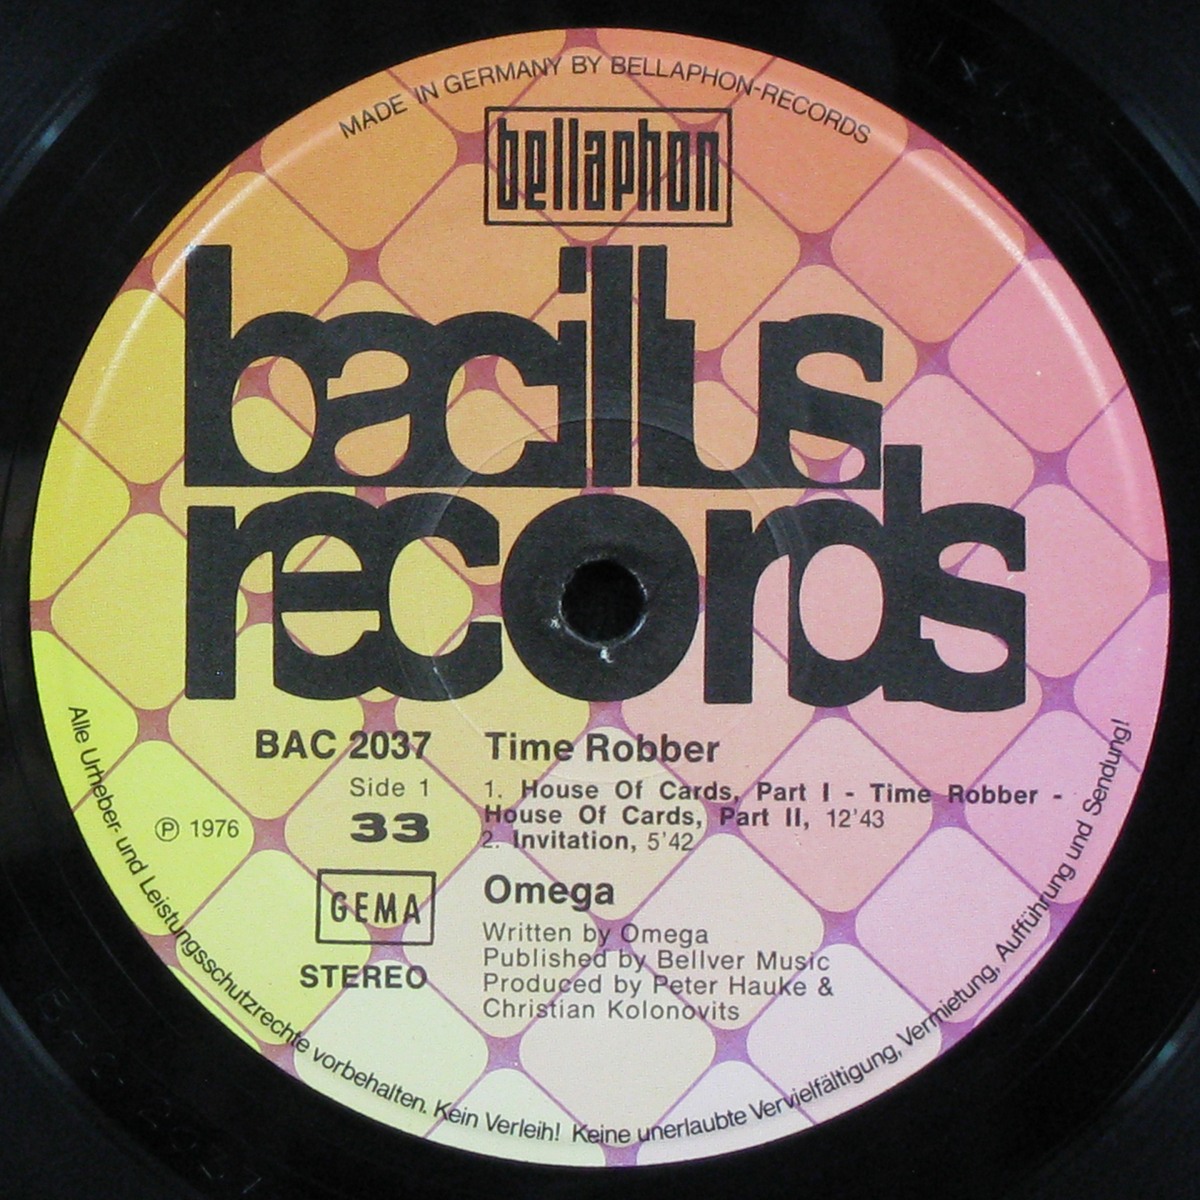 MADE IN GERMANY BY BELLAPHON-RECORDS
bellaphon
bacillus
records
BAC 2037
Side 1
33
℗ 1976
GEMA
STEREO
Time Robber
1. House Of Cards, Part I - Time Robber -
House Of Cards, Part II, 12'43
2. Invitation, 5'42
Omega
Written by Omega
Published by Bellver Music
Produced by Peter Hauke &
Christian Kolonovits
Alle Urheber- und Leistungsschutzrechte vorbehalten. Kein Verleih! Keine unerlaubte Vervielfältigung, Vermietung, Aufführung und Sendung!